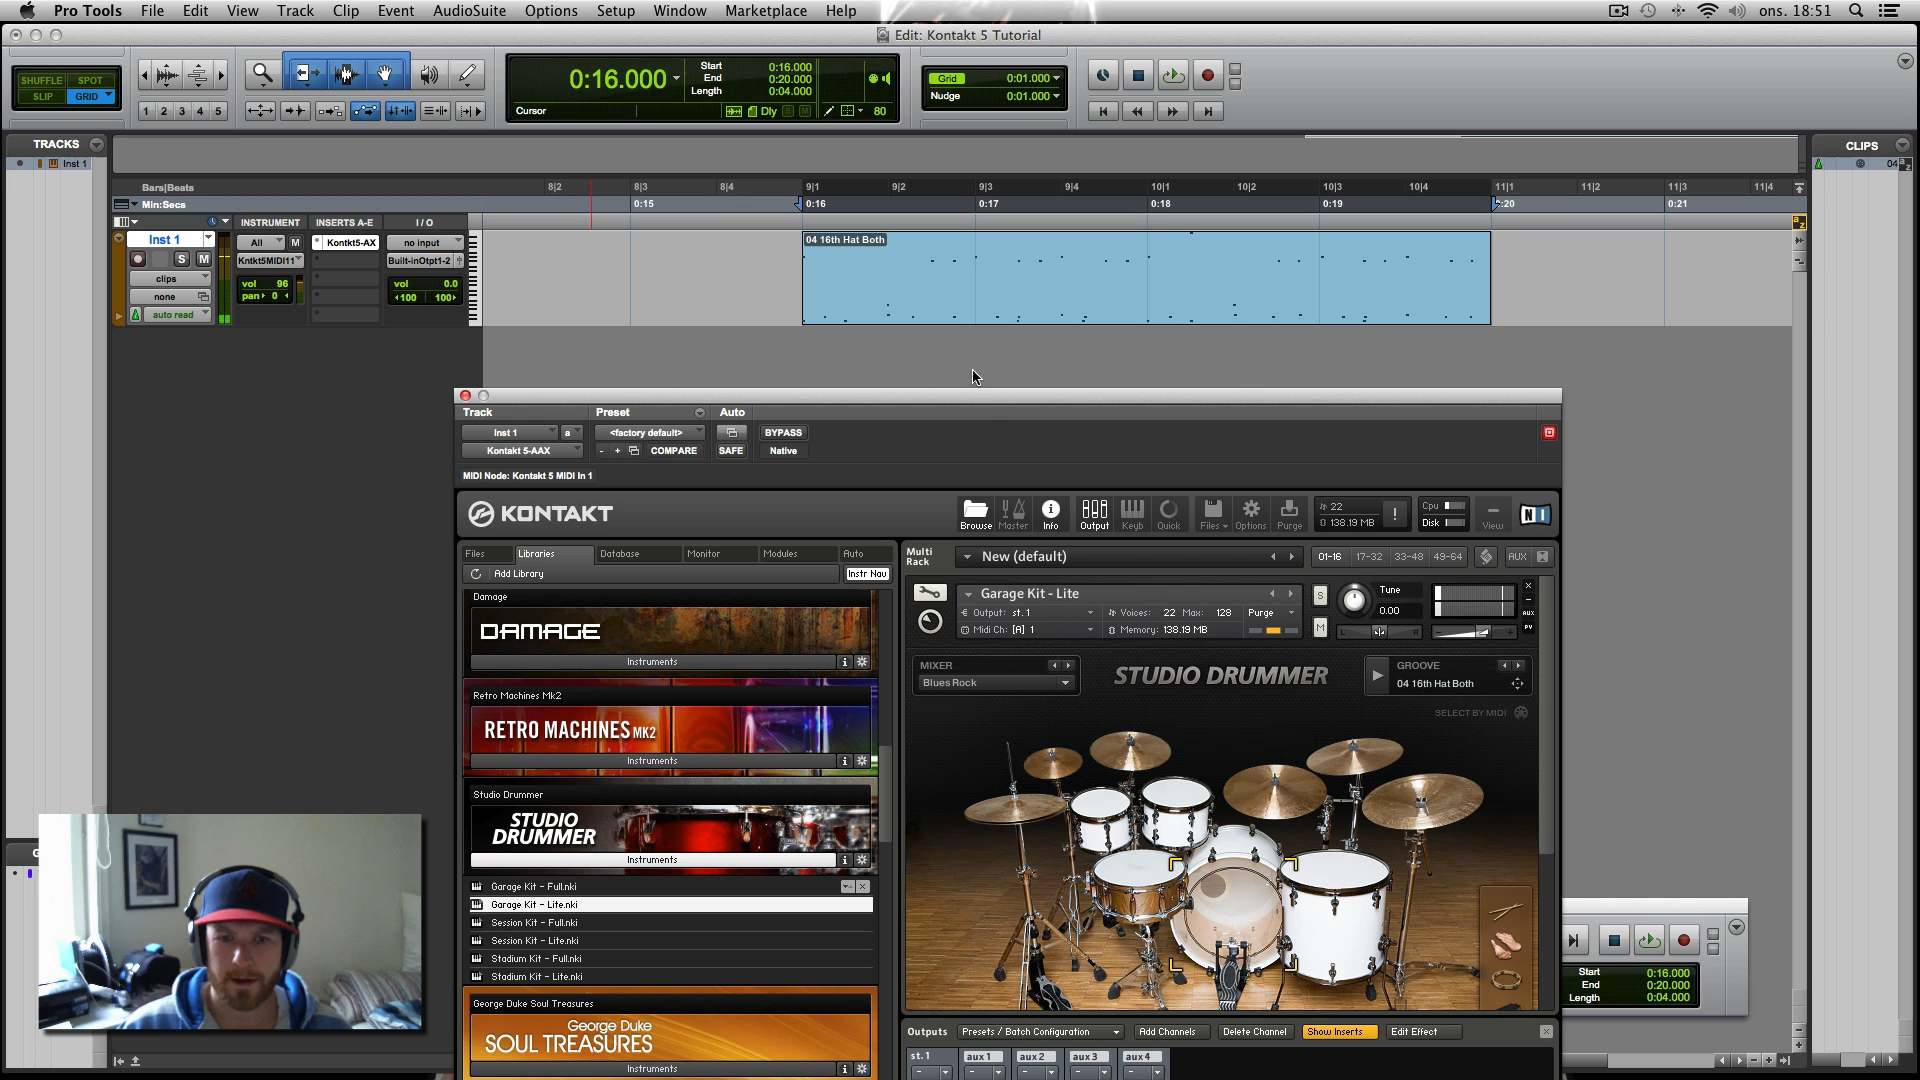 Pro Tools File Edit View Track Clip Event AudioSuite Options Setup Window Marketplace Help ons. 18:51
Edit: Kontakt 5 Tutorial
SHUFFLE SPOT
SLIP GRID
1 2 3 4 5
0:16.000
Start 0:16.000
End 0:20.000
Length 0:04.000
Cursor Dly S M 80
Grid 0:01.000
Nudge 0:01.000
TRACKS
Inst 1
CLIPS
04
Bars|Beats 8|2 8|3 8|4 9|1 9|2 9|3 9|4 10|1 10|2 10|3 10|4 11|1 11|2 11|3 11|4
Min:Secs 0:15 0:16 0:17 0:18 0:19 :20 0:21
INSTRUMENT INSERTS A-E I / O
Inst 1 All M Kontkt5-AX no input
S M Kntkt5MIDI11 Built-inOtpt1-2
clips vol 96 vol 0.0
none pan 0 100 100
auto read
04 16th Hat Both
Track Preset Auto
Inst 1 a <factory default> BYPASS
Kontakt 5-AAX - + COMPARE SAFE Native
MIDI Node: Kontakt 5 MIDI In 1
KONTAKT
Browse Master Info Output Keyb Quick Files Options Purge View
22
138.19 MB
!
Cpu
Disk
NI
Files Libraries Database Monitor Modules Auto
Add Library Instr Nav
Multi Rack New (default) 01-16 17-32 33-48 49-64 AUX
Damage
DAMAGE
Instruments
Retro Machines Mk2
RETRO MACHINES MK2
Instruments
Studio Drummer
STUDIO DRUMMER
Instruments
Garage Kit - Full.nki
Garage Kit - Lite.nki
Session Kit - Full.nki
Session Kit - Lite.nki
Stadium Kit - Full.nki
Stadium Kit - Lite.nki
George Duke Soul Treasures
George Duke
SOUL TREASURES
Instruments
Garage Kit - Lite
Output: st.1 Voices: 22 Max: 128 Purge
Midi Ch: [A] 1 Memory: 138.19 MB
S
M
Tune
0.00
L R
AUX
PV
MIXER
Blues Rock
STUDIO DRUMMER
GROOVE
04 16th Hat Both
SELECT BY MIDI
Outputs Presets / Batch Configuration Add Channels Delete Channel Show Inserts Edit Effect
st.1 aux 1 aux 2 aux 3 aux 4
Start 0:16.000
End 0:20.000
Length 0:04.000